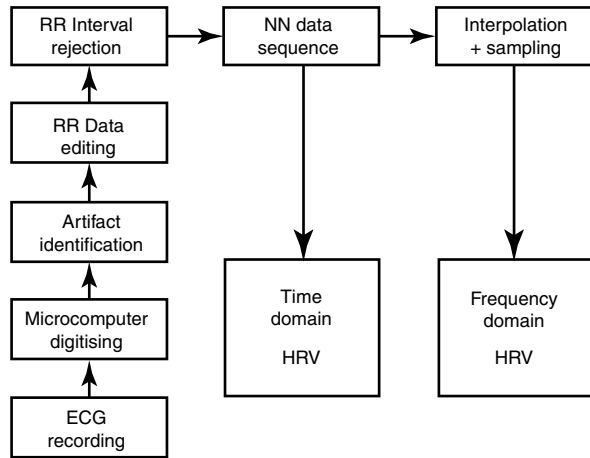 RR Interval
rejection
NN data
sequence
Interpolation
+ sampling
RR Data
editing
Artifact
identification
Microcomputer
digitising
ECG
recording
Time
domain
HRV
Frequency
domain
HRV